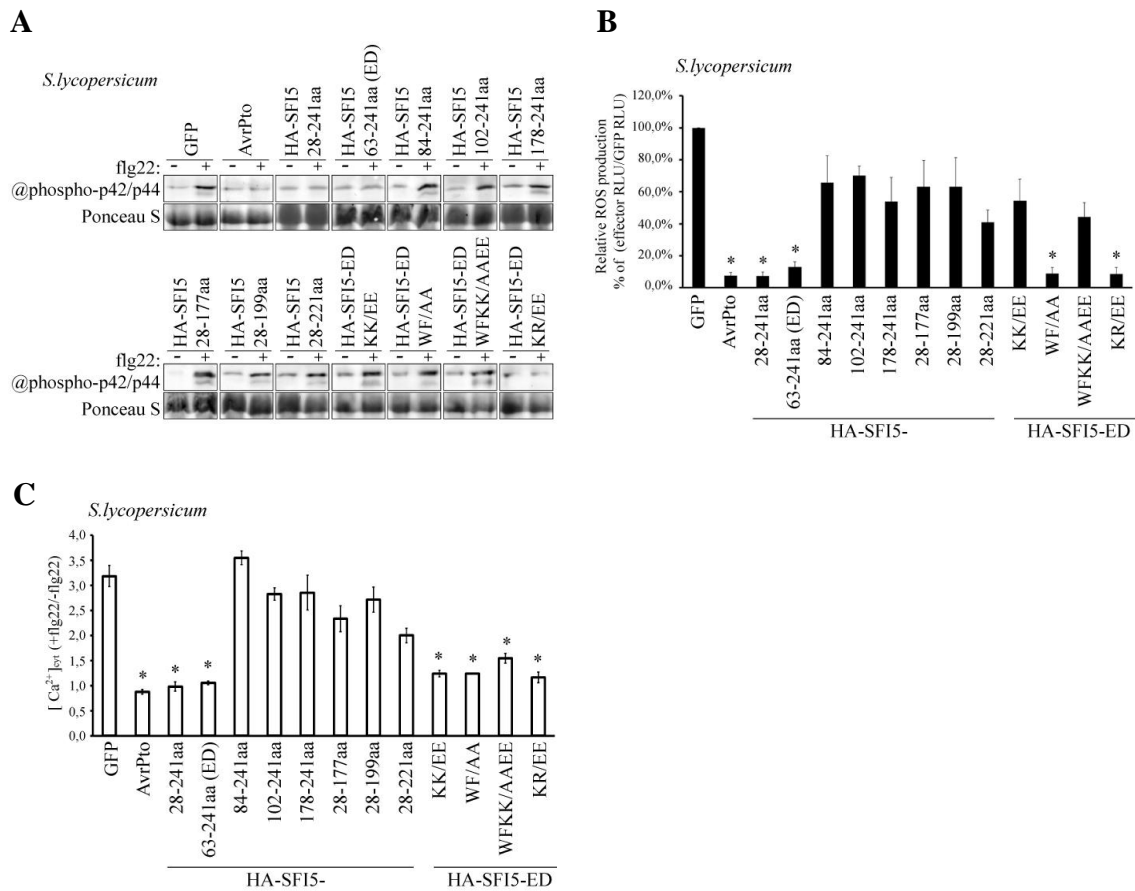 A
S.lycopersicum
GFP
AvrPto
HA-SFI5
28-241aa
HA-SFI5
63-241aa (ED)
HA-SFI5
84-241aa
HA-SFI5
102-241aa
HA-SFI5
178-241aa
flg22: - + - + - + - + - + - + - +
@phospho-p42/p44
Ponceau S
HA-SFI5
28-177aa
HA-SFI5
28-199aa
HA-SFI5
28-221aa
HA-SFI5-ED
KK/EE
HA-SFI5-ED
WF/AA
HA-SFI5-ED
WFKK/AAEE
HA-SFI5-ED
KR/EE
flg22: - + - + - + - + - + - + - +
@phospho-p42/p44
Ponceau S
B
S.lycopersicum
Relative ROS production
% of (effector RLU/GFP RLU)
120,0%
100,0%
80,0%
60,0%
40,0%
20,0%
0,0%
* * * * *
GFP
AvrPto
28-241aa
63-241aa (ED)
84-241aa
102-241aa
178-241aa
28-177aa
28-199aa
28-221aa
KK/EE
WF/AA
WFKK/AAEE
KR/EE
HA-SFI5-
HA-SFI5-ED
C
S.lycopersicum
[ Ca2+]cyt (+flg22/-flg22)
4,0
3,5
3,0
2,5
2,0
1,5
1,0
0,5
0,0
* * * * * * *
GFP
AvrPto
28-241aa
63-241aa (ED)
84-241aa
102-241aa
178-241aa
28-177aa
28-199aa
28-221aa
KK/EE
WF/AA
WFKK/AAEE
KR/EE
HA-SFI5-
HA-SFI5-ED